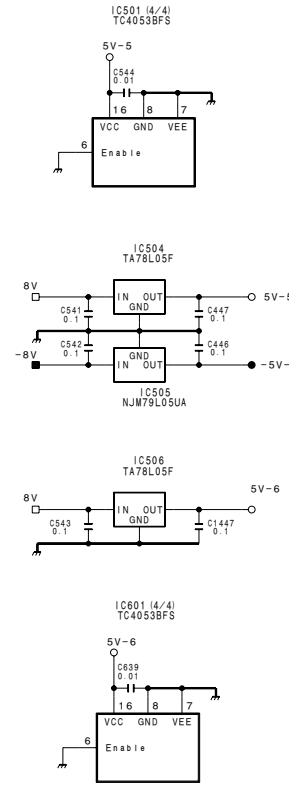 IC501 (4/4)
TC4053BFS
5V-5
C544
0.01
16 8 7
VCC GND VEE
6
Enable
IC504
TA78L05F
8V
IN OUT
GND
5V-5
C541
0.1
C447
0.1
C542
0.1
C446
0.1
-8V
GND
IN OUT
-5V-
IC505
NJM79L05UA
IC506
TA78L05F
8V
IN OUT
GND
5V-6
C543
0.1
C1447
0.1
IC601 (4/4)
TC4053BFS
5V-6
C639
0.01
16 8 7
VCC GND VEE
6
Enable